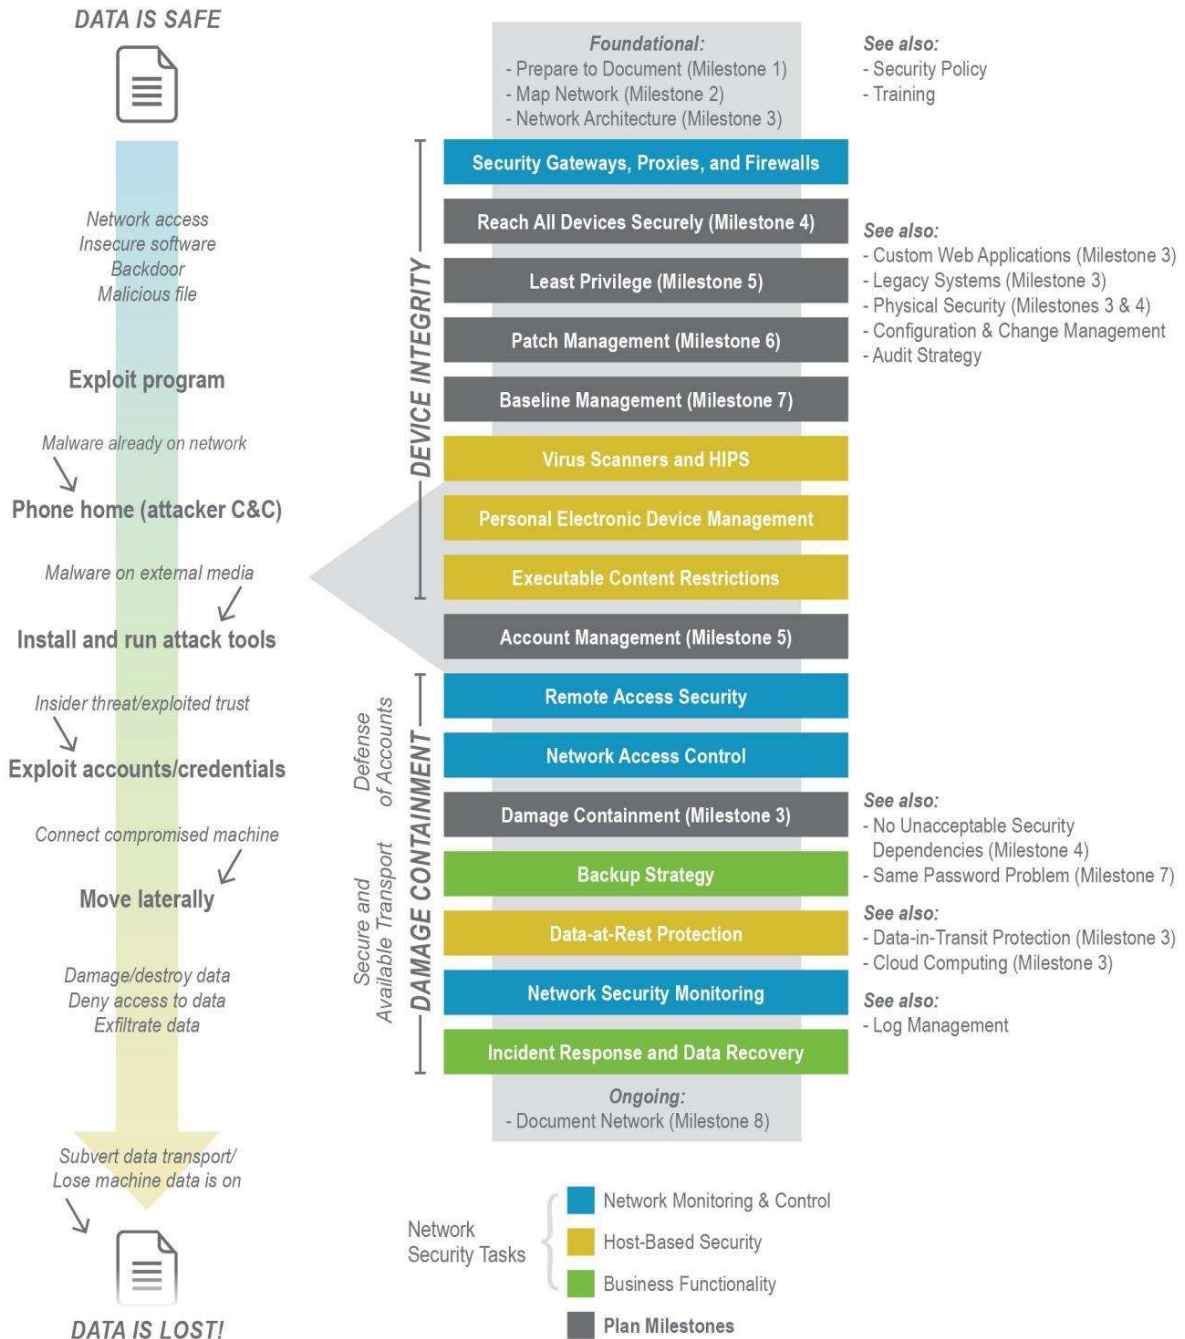 DATA IS SAFE
Network access
Insecure software
Backdoor
Malicious file
Exploit program
Malware already on network
Phone home (attacker C&C)
Malware on external media
Install and run attack tools
Insider threat/exploited trust
Exploit accounts/credentials
Connect compromised machine
Move laterally
Damage/destroy data
Deny access to data
Exfiltrate data
Subvert data transport/
Lose machine data is on
DATA IS LOST!
Foundational:
- Prepare to Document (Milestone 1)
- Map Network (Milestone 2)
- Network Architecture (Milestone 3)
See also:
- Security Policy
- Training
DEVICE INTEGRITY
Security Gateways, Proxies, and Firewalls
Reach All Devices Securely (Milestone 4)
Least Privilege (Milestone 5)
Patch Management (Milestone 6)
Baseline Management (Milestone 7)
Virus Scanners and HIPS
Personal Electronic Device Management
Executable Content Restrictions
Account Management (Milestone 5)
See also:
- Custom Web Applications (Milestone 3)
- Legacy Systems (Milestone 3)
- Physical Security (Milestones 3 & 4)
- Configuration & Change Management
- Audit Strategy
Defense
of Accounts
Secure and
Available Transport
DAMAGE CONTAINMENT
Remote Access Security
Network Access Control
Damage Containment (Milestone 3)
Backup Strategy
Data-at-Rest Protection
Network Security Monitoring
Incident Response and Data Recovery
See also:
- No Unacceptable Security
Dependencies (Milestone 4)
- Same Password Problem (Milestone 7)
See also:
- Data-in-Transit Protection (Milestone 3)
- Cloud Computing (Milestone 3)
See also:
- Log Management
Ongoing:
- Document Network (Milestone 8)
Network
Security Tasks
Network Monitoring & Control
Host-Based Security
Business Functionality
Plan Milestones